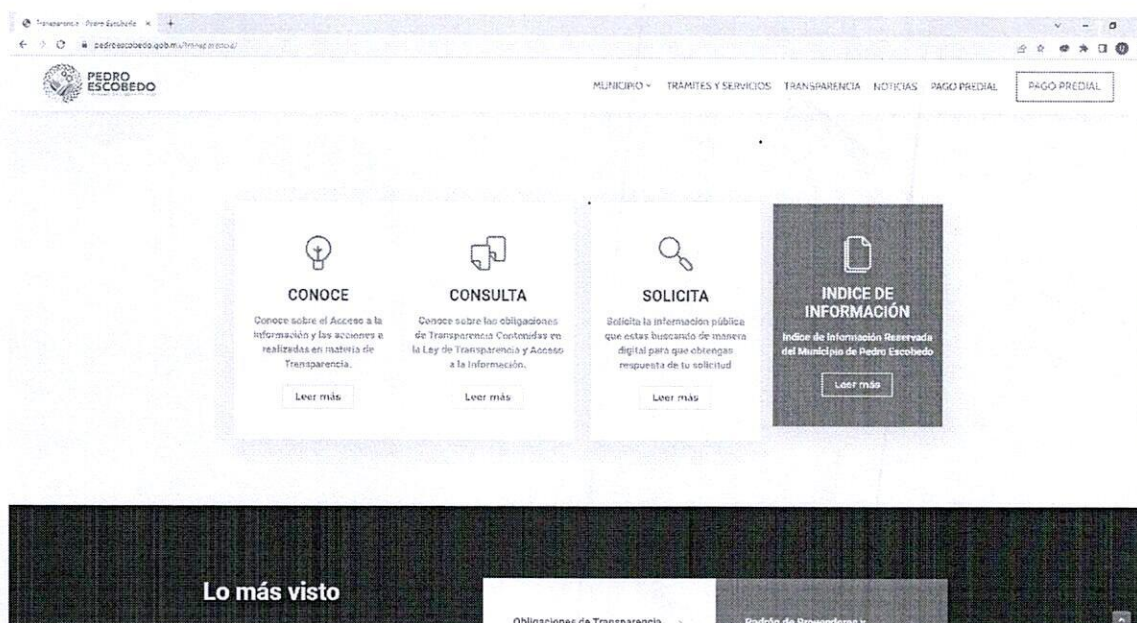 Transparencia - Pedro Escobedo
pedroescobedo.gob.mx/transparencia/
PEDRO
ESCOBEDO
MUNICIPIO
TRÁMITES Y SERVICIOS
TRANSPARENCIA
NOTICIAS
PAGO PREDIAL
PAGO PREDIAL
CONOCE
Conoce sobre el Acceso a la
Información y las acciones a
realizadas en materia de
Transparencia.
Leer más
CONSULTA
Conoce sobre las obligaciones
de Transparencia Contenidas en
la Ley de Transparencia y Acceso
a la Información.
Leer más
SOLICITA
Solicita la información pública
que estas buscando de manera
digital para que obtengas
respuesta de tu solicitud
Leer más
INDICE DE
INFORMACIÓN
Indice de Información Reservada
del Municipio de Pedro Escobedo
Leer más
Lo más visto
Obligaciones de Transparencia
Padrón de Proveedores y